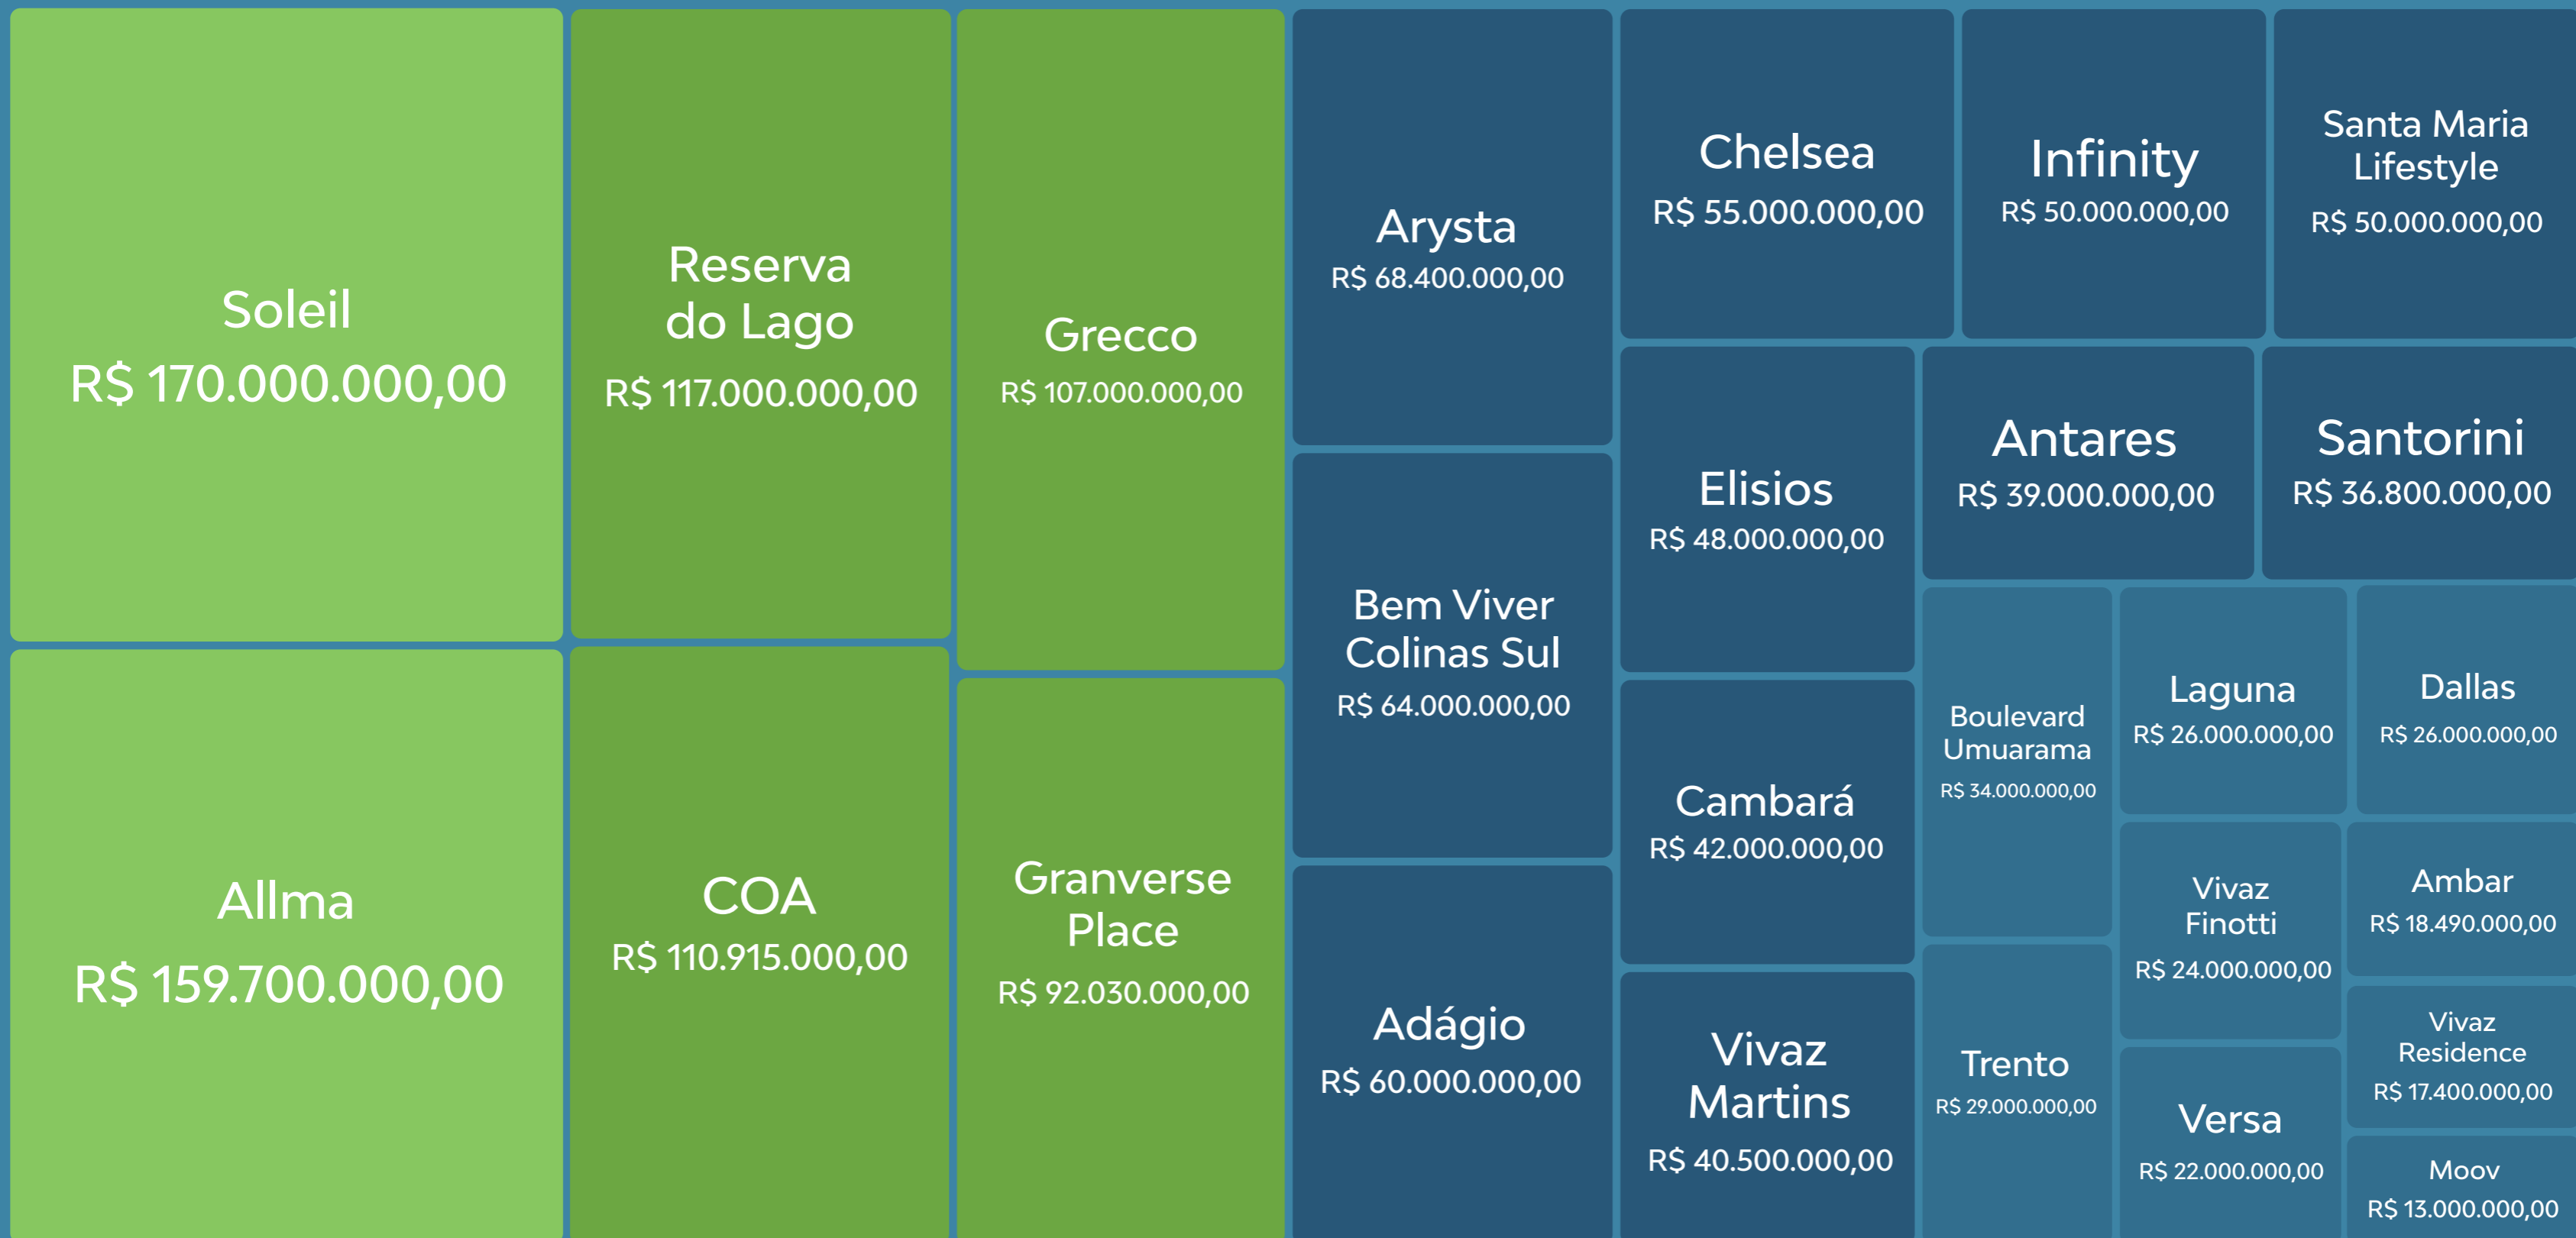 Soleil
R$ 170.000.000,00
Allma
R$ 159.700.000,00
Reserva
do Lago
R$ 117.000.000,00
COA
R$ 110.915.000,00
Grecco
R$ 107.000.000,00
Granverse
Place
R$ 92.030.000,00
Arysta
R$ 68.400.000,00
Bem Viver
Colinas Sul
R$ 64.000.000,00
Adágio
R$ 60.000.000,00
Chelsea
R$ 55.000.000,00
Infinity
R$ 50.000.000,00
Santa Maria
Lifestyle
R$ 50.000.000,00
Elisios
R$ 48.000.000,00
Cambará
R$ 42.000.000,00
Vivaz
Martins
R$ 40.500.000,00
Antares
R$ 39.000.000,00
Santorini
R$ 36.800.000,00
Boulevard
Umuarama
R$ 34.000.000,00
Trento
R$ 29.000.000,00
Laguna
R$ 26.000.000,00
Dallas
R$ 26.000.000,00
Vivaz
Finotti
R$ 24.000.000,00
Versa
R$ 22.000.000,00
Ambar
R$ 18.490.000,00
Vivaz
Residence
R$ 17.400.000,00
Moov
R$ 13.000.000,00